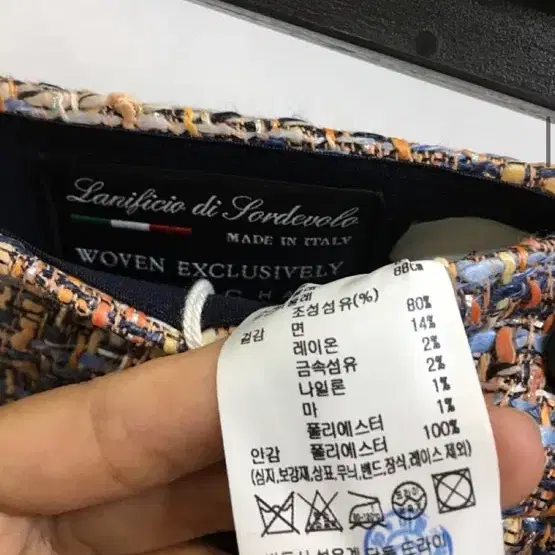 Lanificio di Sordevolo
MADE IN ITALY
WOVEN EXCLUSIVELY
88cm
조성섬유(%)
겉감 면 80%
레이온 14%
금속섬유 2%
나일론 2%
마 1%
폴리에스터 1%
안감 폴리에스터 100%
(심지,보강재,상표,무늬,밴드,장식,레이스 제외)